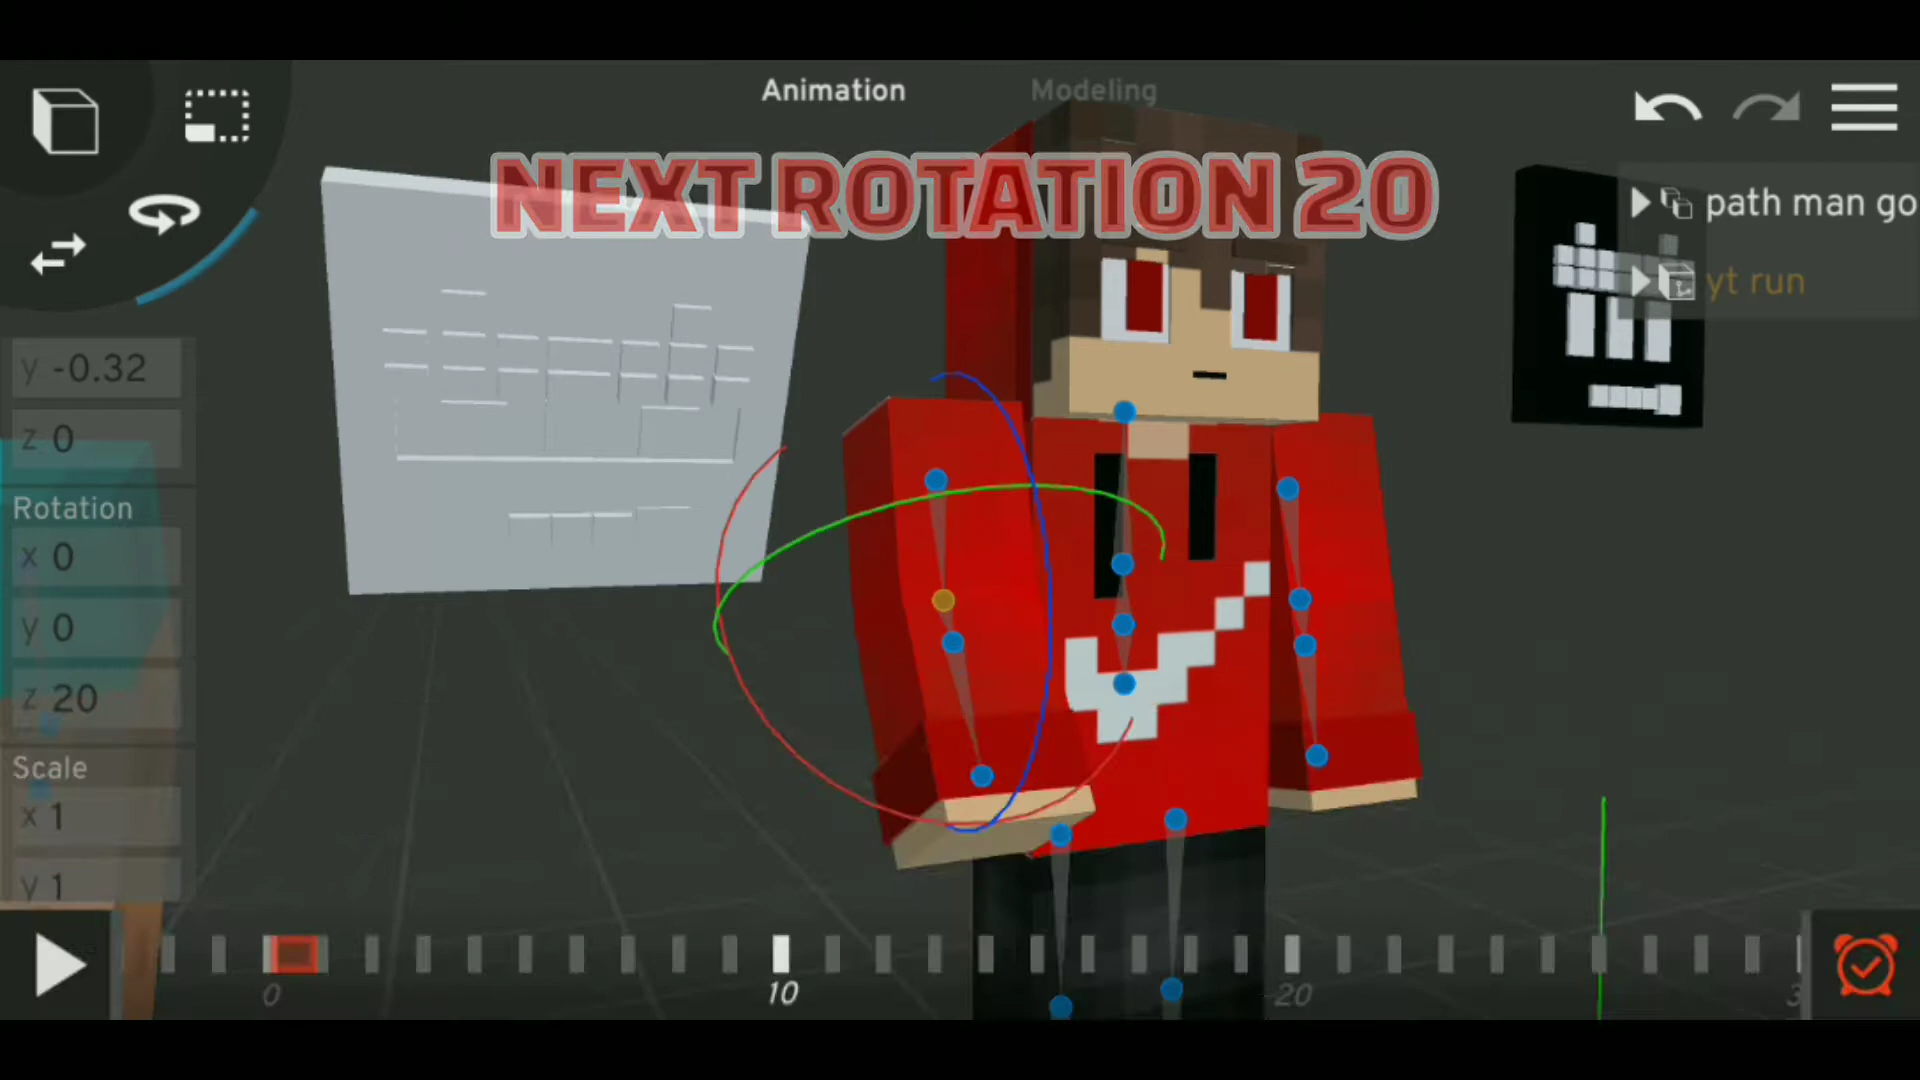 Animation
Modeling
NEXT ROTATION 20
path man go
yt run
y -0.32
z 0
Rotation
x 0
y 0
z 20
Scale
x 1
y 1
0
10
20